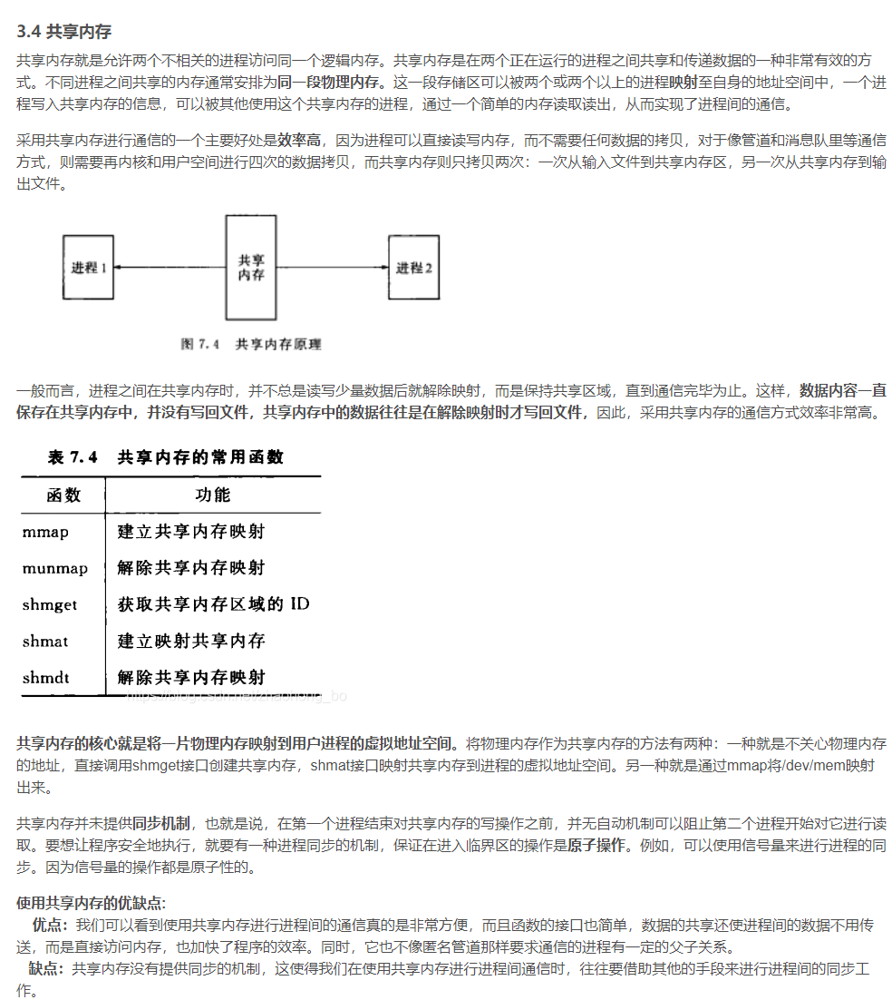 3.4 共享内存
共享内存就是允许两个不相关的进程访问同一个逻辑内存。共享内存是在两个正在运行的进程之间共享和传递数据的一种非常有效的方
式。不同进程之间共享的内存通常安排为同一段物理内存。这一段存储区可以被两个或两个以上的进程映射至自身的地址空间中，一个进
程写入共享内存的信息，可以被其他使用这个共享内存的进程，通过一个简单的内存读取读出，从而实现了进程间的通信。
采用共享内存进行通信的一个主要好处是效率高，因为进程可以直接读写内存，而不需要任何数据的拷贝，对于像管道和消息队里等通信
方式，则需要再内核和用户空间进行四次的数据拷贝，而共享内存则只拷贝两次：一次从输入文件到共享内存区，另一次从共享内存到输
出文件。
进程1
共享
内存
进程2
图 7.4 共享内存原理
一般而言，进程之间在共享内存时，并不总是读写少量数据后就解除映射，而是保持共享区域，直到通信完毕为止。这样，数据内容一直
保存在共享内存中，并没有写回文件，共享内存中的数据往往是在解除映射时才写回文件，因此，采用共享内存的通信方式效率非常高。
表 7.4 共享内存的常用函数
函数 功能
mmap 建立共享内存映射
munmap 解除共享内存映射
shmget 获取共享内存区域的 ID
shmat 建立映射共享内存
shmdt 解除共享内存映射
https://blog.csdn.net/zhaohong_bo
共享内存的核心就是将一片物理内存映射到用户进程的虚拟地址空间。将物理内存作为共享内存的方法有两种：一种就是不关心物理内存
的地址，直接调用shmget接口创建共享内存，shmat接口映射共享内存到进程的虚拟地址空间。另一种就是通过mmap将/dev/mem映射
出来。
共享内存并未提供同步机制，也就是说，在第一个进程结束对共享内存的写操作之前，并无自动机制可以阻止第二个进程开始对它进行读
取。要想让程序安全地执行，就要有一种进程同步的机制，保证在进入临界区的操作是原子操作。例如，可以使用信号量来进行进程的同
步。因为信号量的操作都是原子性的。
使用共享内存的优缺点:
优点：我们可以看到使用共享内存进行进程间的通信真的是非常方便，而且函数的接口也简单，数据的共享还使进程间的数据不用传
送，而是直接访问内存，也加快了程序的效率。同时，它也不像匿名管道那样要求通信的进程有一定的父子关系。
缺点：共享内存没有提供同步的机制，这使得我们在使用共享内存进行进程间通信时，往往要借助其他的手段来进行进程间的同步工
作。